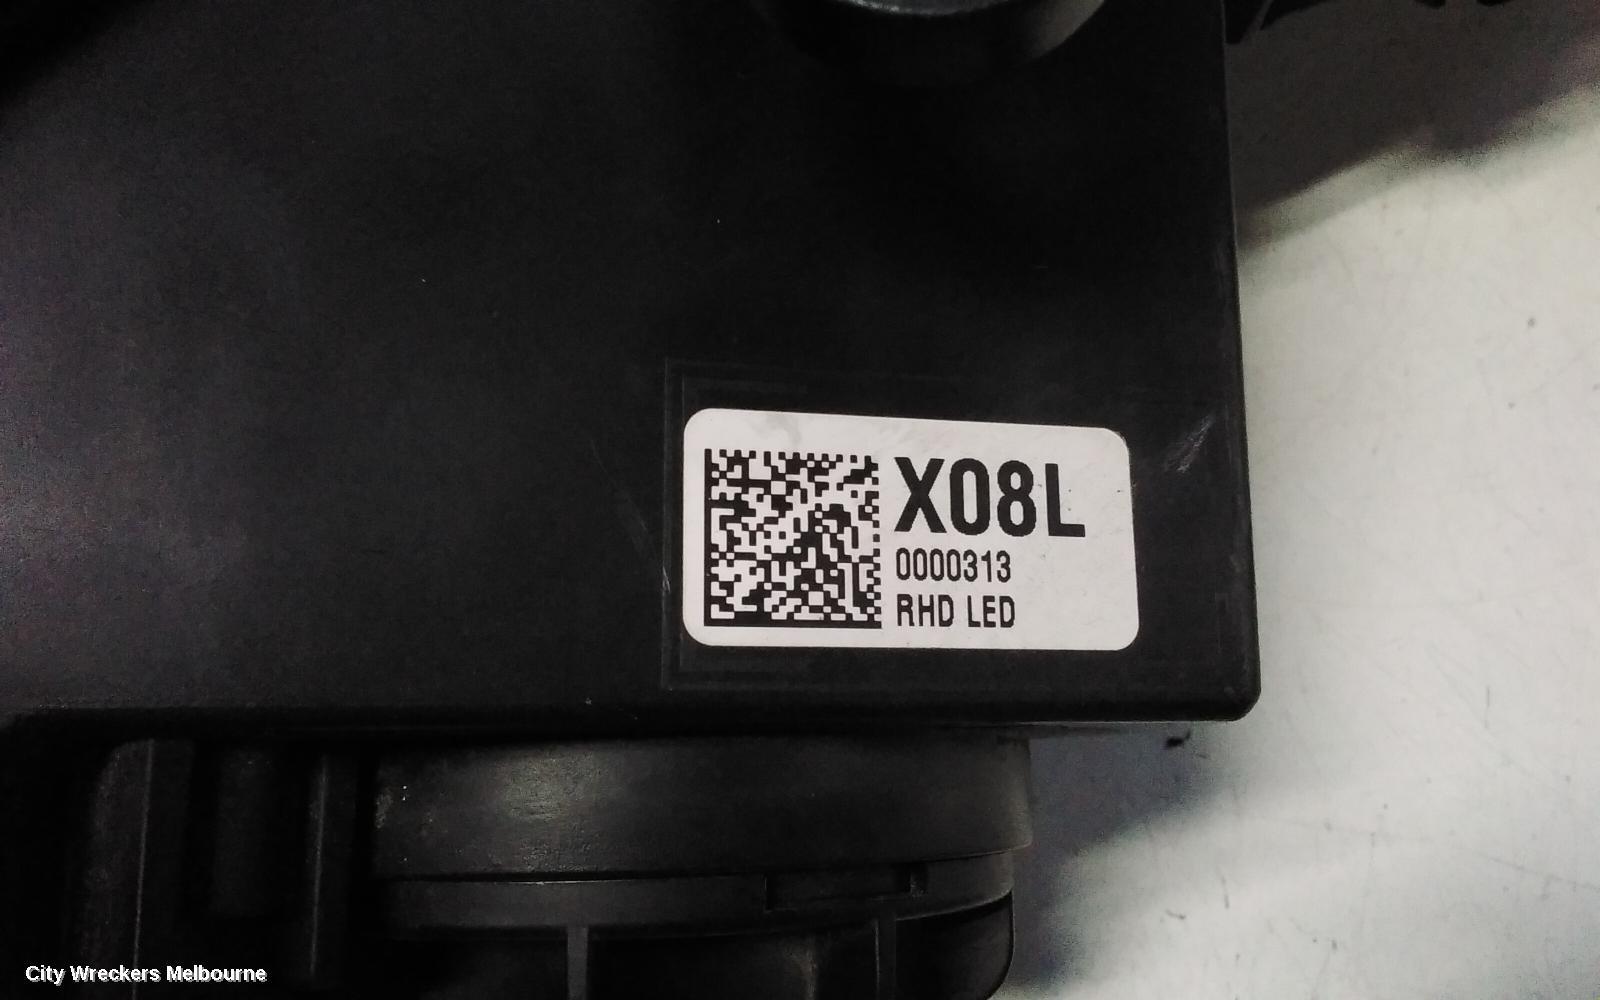 X08L
0000313
RHD LED
City Wreckers Melbourne